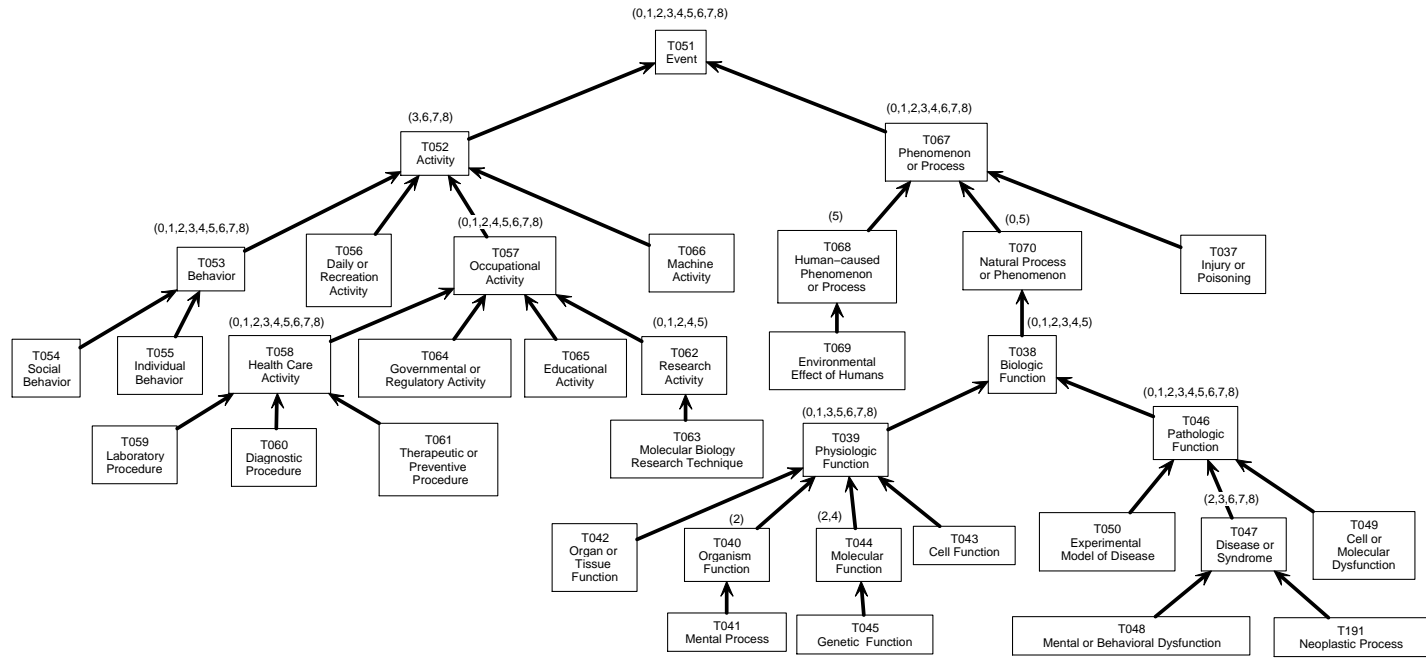 (0,1,2,3,4,5,6,7,8)
T051
Event
(3,6,7,8)
T052
Activity
(0,1,2,3,4,6,7,8)
T067
Phenomenon
or Process
(0,1,2,3,4,5,6,7,8)
T053
Behavior
T056
Daily or
Recreation
Activity
(0,1,2,4,5,6,7,8)
T057
Occupational
Activity
T066
Machine
Activity
(5)
T068
Human–caused
Phenomenon
or Process
(0,5)
T070
Natural Process
or Phenomenon
T037
Injury or
Poisoning
T054
Social
Behavior
T055
Individual
Behavior
(0,1,2,3,4,5,6,7,8)
T058
Health Care
Activity
T064
Governmental or
Regulatory Activity
T065
Educational
Activity
(0,1,2,4,5)
T062
Research
Activity
T069
Environmental
Effect of Humans
(0,1,2,3,4,5)
T038
Biologic
Function
T059
Laboratory
Procedure
T060
Diagnostic
Procedure
T061
Therapeutic or
Preventive
Procedure
T063
Molecular Biology
Research Technique
(0,1,3,5,6,7,8)
T039
Physiologic
Function
(0,1,2,3,4,5,6,7,8)
T046
Pathologic
Function
T042
Organ or
Tissue
Function
(2)
T040
Organism
Function
(2,4)
T044
Molecular
Function
T043
Cell Function
T050
Experimental
Model of Disease
(2,3,6,7,8)
T047
Disease or
Syndrome
T049
Cell or
Molecular
Dysfunction
T041
Mental Process
T045
Genetic Function
T048
Mental or Behavioral Dysfunction
T191
Neoplastic Process